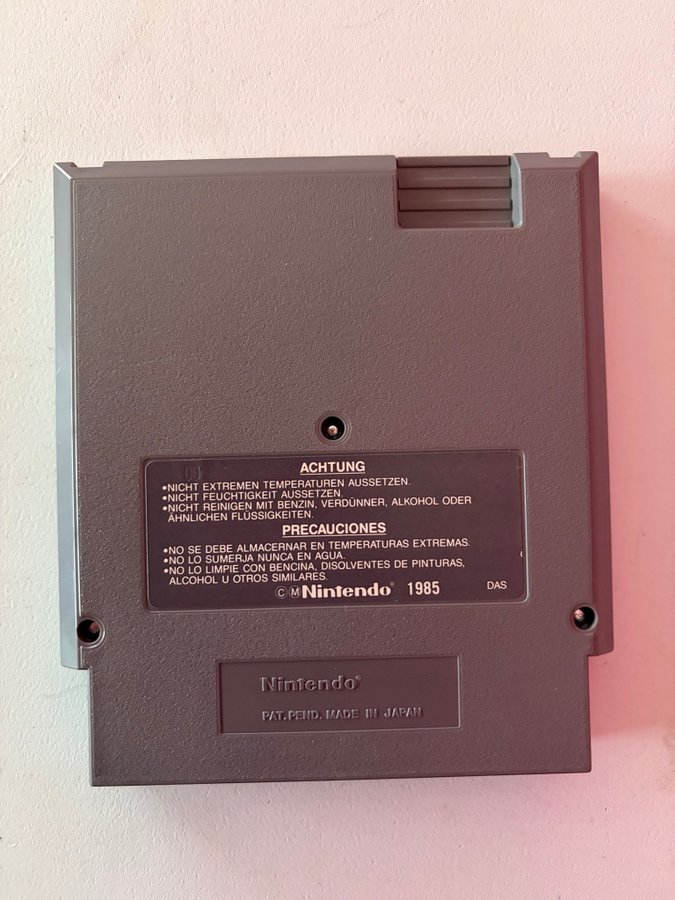 ACHTUNG
•NICHT EXTREMEN TEMPERATUREN AUSSETZEN.
•NICHT FEUCHTIGKEIT AUSSETZEN.
•NICHT REINIGEN MIT BENZIN, VERDÜNNER, ALKOHOL ODER
ÄHNLICHEN FLÜSSIGKEITEN.
PRECAUCIONES
•NO SE DEBE ALMACERNAR EN TEMPERATURAS EXTREMAS.
•NO LO SUMERJA NUNCA EN AGUA.
•NO LO LIMPIE CON BENCINA, DISOLVENTES DE PINTURAS,
ALCOHOL U OTROS SIMILARES.
ⒸⓂNintendo® 1985 DAS
Nintendo®
PAT. PEND. MADE IN JAPAN